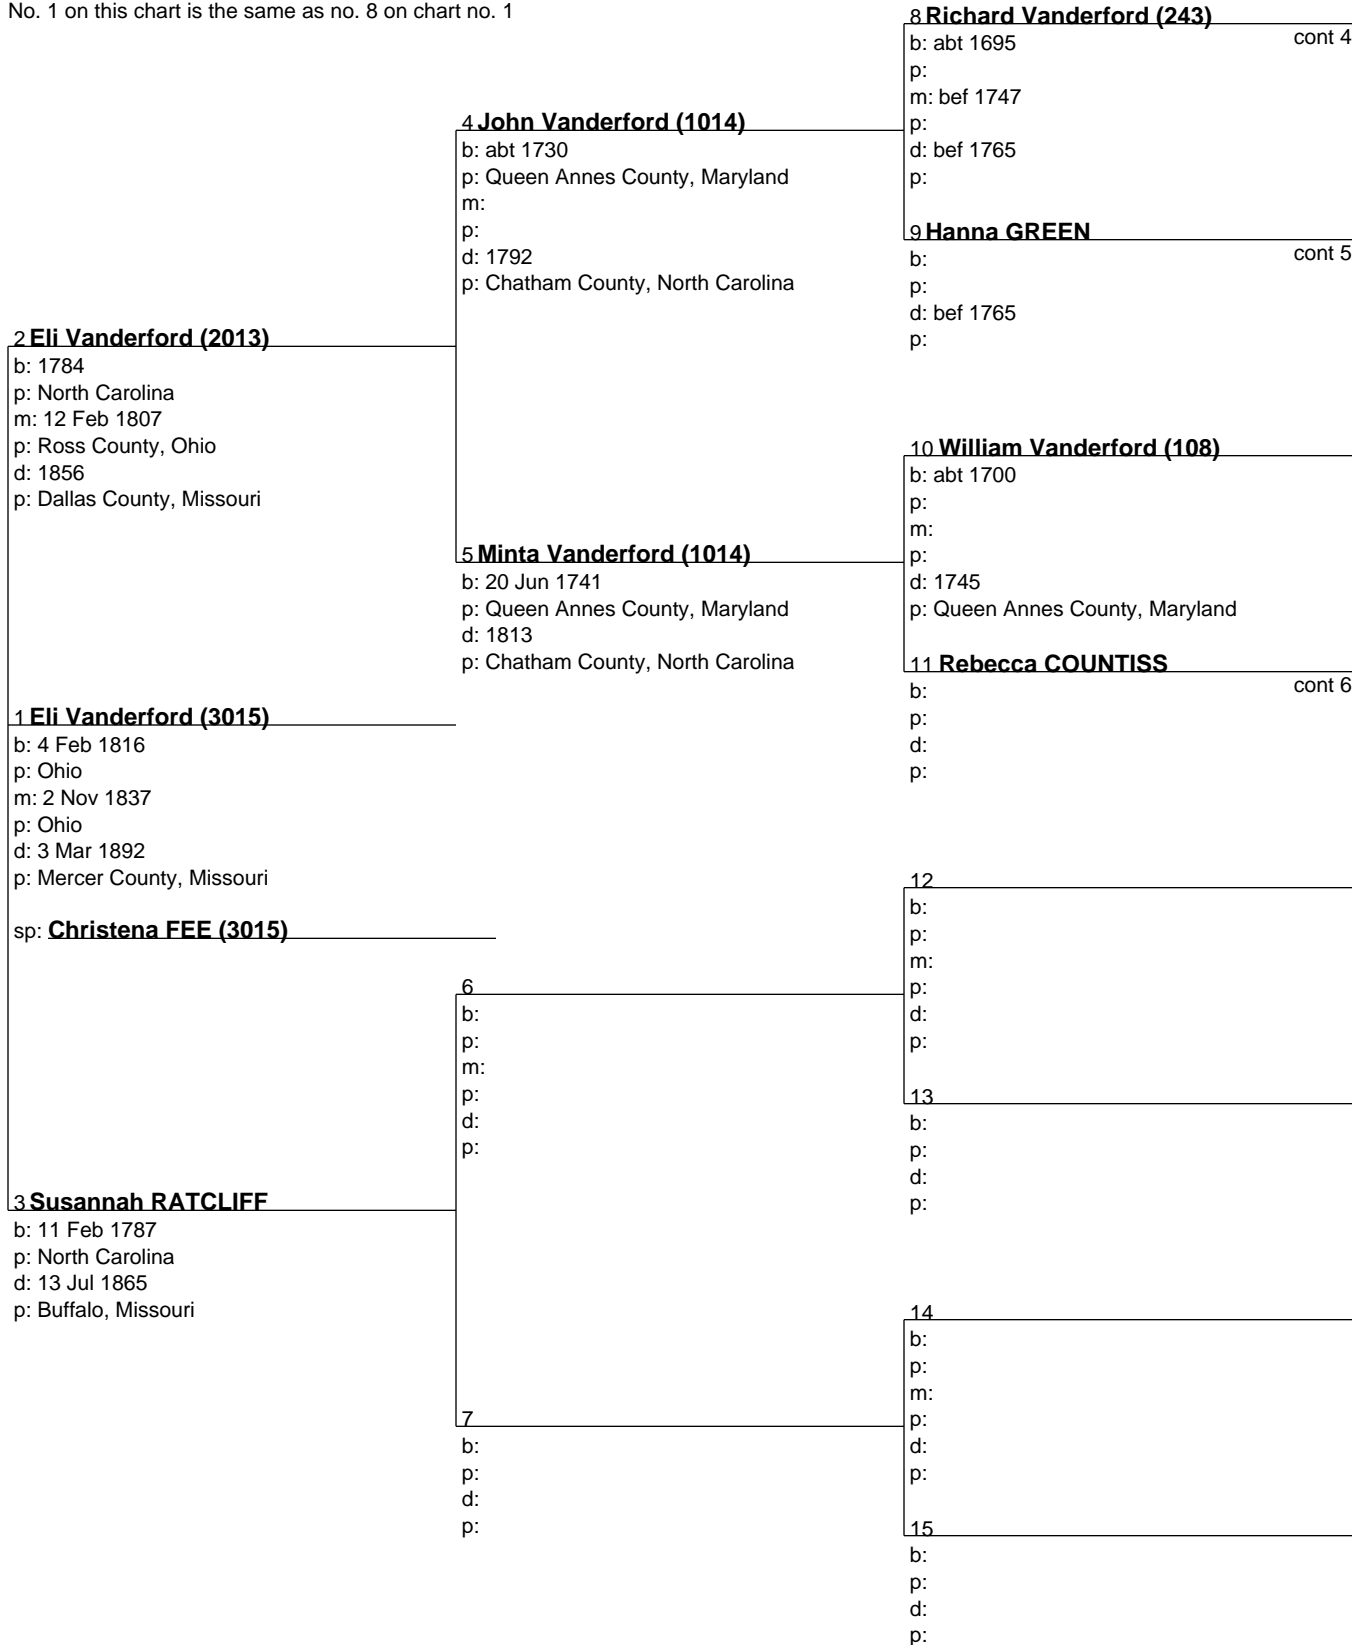 No. 1 on this chart is the same as no. 8 on chart no. 1
8 Richard Vanderford (243)
cont 4
b: abt 1695
p:
m: bef 1747
p:
d: bef 1765
p:
4 John Vanderford (1014)
b: abt 1730
p: Queen Annes County, Maryland
m:
p:
d: 1792
p: Chatham County, North Carolina
9 Hanna GREEN
cont 5
b:
p:
d: bef 1765
p:
2 Eli Vanderford (2013)
b: 1784
p: North Carolina
m: 12 Feb 1807
p: Ross County, Ohio
d: 1856
p: Dallas County, Missouri
10 William Vanderford (108)
b: abt 1700
p:
m:
p:
d: 1745
p: Queen Annes County, Maryland
5 Minta Vanderford (1014)
b: 20 Jun 1741
p: Queen Annes County, Maryland
d: 1813
p: Chatham County, North Carolina
11 Rebecca COUNTISS
cont 6
b:
p:
d:
p:
1 Eli Vanderford (3015)
b: 4 Feb 1816
p: Ohio
m: 2 Nov 1837
p: Ohio
d: 3 Mar 1892
p: Mercer County, Missouri
sp: Christena FEE (3015)
12
b:
p:
m:
p:
d:
p:
6
b:
p:
m:
p:
d:
p:
13
b:
p:
d:
p:
3 Susannah RATCLIFF
b: 11 Feb 1787
p: North Carolina
d: 13 Jul 1865
p: Buffalo, Missouri
14
b:
p:
m:
p:
d:
p:
7
b:
p:
d:
p:
15
b:
p:
d:
p: